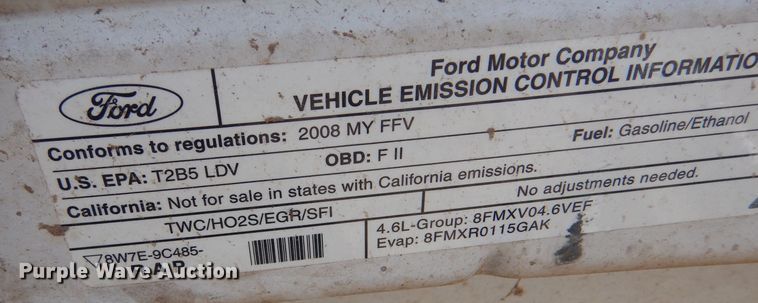 Ford
Ford Motor Company
VEHICLE EMISSION CONTROL INFORMATIO
Conforms to regulations: 2008 MY FFV
Fuel: Gasoline/Ethanol
U.S. EPA: T2B5 LDV
OBD: F II
California: Not for sale in states with California emissions.
TWC/HO2S/EGR/SFI
No adjustments needed.
78W7E-9C485-
4.6L-Group: 8FMXV04.6VEF
Evap: 8FMXR0115GAK
Purple Wave Auction